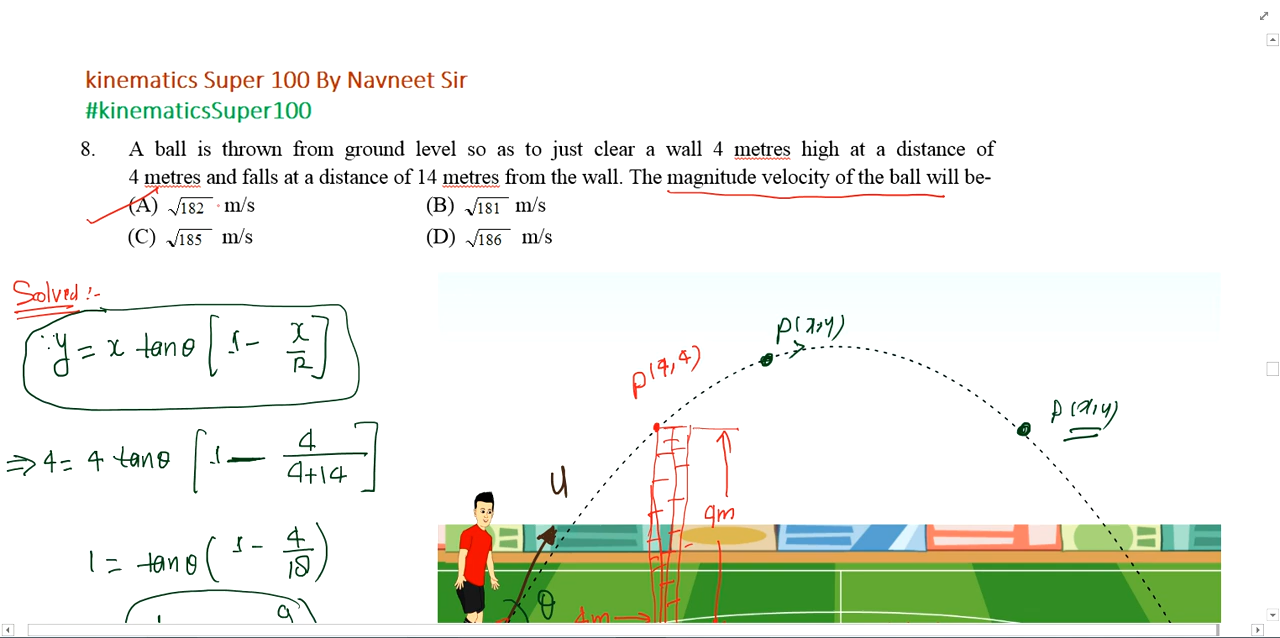 kinematics Super 100 By Navneet Sir
#kinematicsSuper100
8. A ball is thrown from ground level so as to just clear a wall 4 metres high at a distance of
4 metres and falls at a distance of 14 metres from the wall. The magnitude velocity of the ball will be-
(A) √182 m/s (B) √181 m/s
(C) √185 m/s (D) √186 m/s
Solved :-
∵ y = x tanθ [1 - x/R]
P(x,y)
P(4,4)
P(x,y)
⇒ 4 = 4 tanθ [1 - 4/(4+14)]
u
4m
1 = tanθ (1 - 4/18)
θ
4m
9